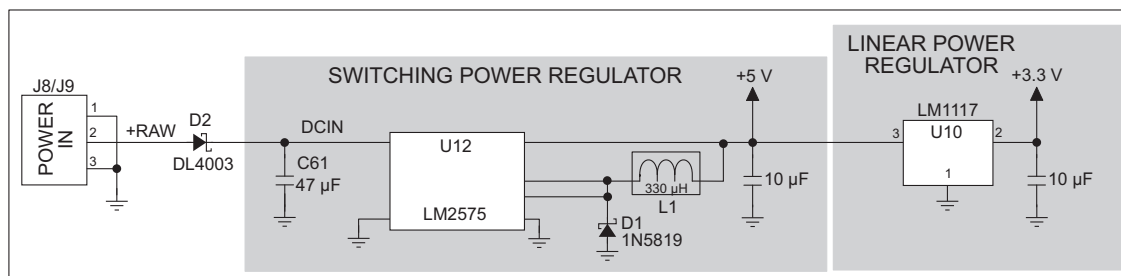 SWITCHING POWER REGULATOR
LINEAR POWER
REGULATOR
J8/J9
POWER
IN
1
2
3
+RAW
D2
DL4003
DCIN
C61
47 µF
U12
LM2575
330 µH
L1
D1
1N5819
+5 V
10 µF
LM1117
U10
3
2
1
+3.3 V
10 µF